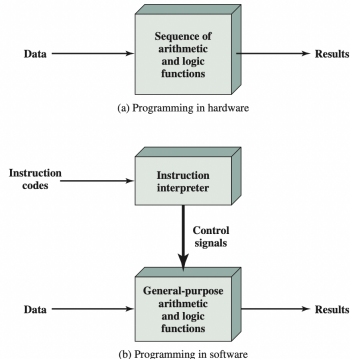 Sequence of
arithmetic
and logic
functions
Data
Results
(a) Programming in hardware
Instruction
codes
Instruction
interpreter
Control
signals
General-purpose
arithmetic
and logic
functions
Data
Results
(b) Programming in software